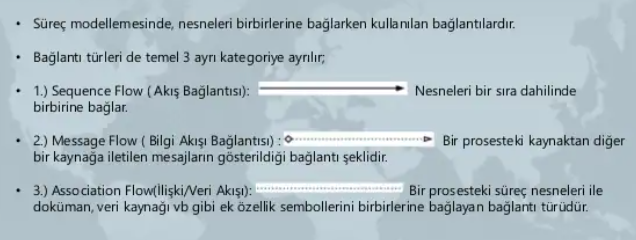 • Süreç modellemesinde, nesneleri birbirlerine bağlarken kullanılan bağlantılardır.
• Bağlantı türleri de temel 3 ayrı kategoriye ayrılır;
• 1.) Sequence Flow ( Akış Bağlantısı): Nesneleri bir sıra dahilinde
birbirine bağlar.
• 2.) Message Flow ( Bilgi Akışı Bağlantısı) : Bir prosesteki kaynaktan diğer
bir kaynağa iletilen mesajların gösterildiği bağlantı şeklidir.
• 3.) Association Flow(İlişki/Veri Akışı): Bir prosesteki süreç nesneleri ile
doküman, veri kaynağı vb gibi ek özellik sembollerini birbirlerine bağlayan bağlantı türüdür.